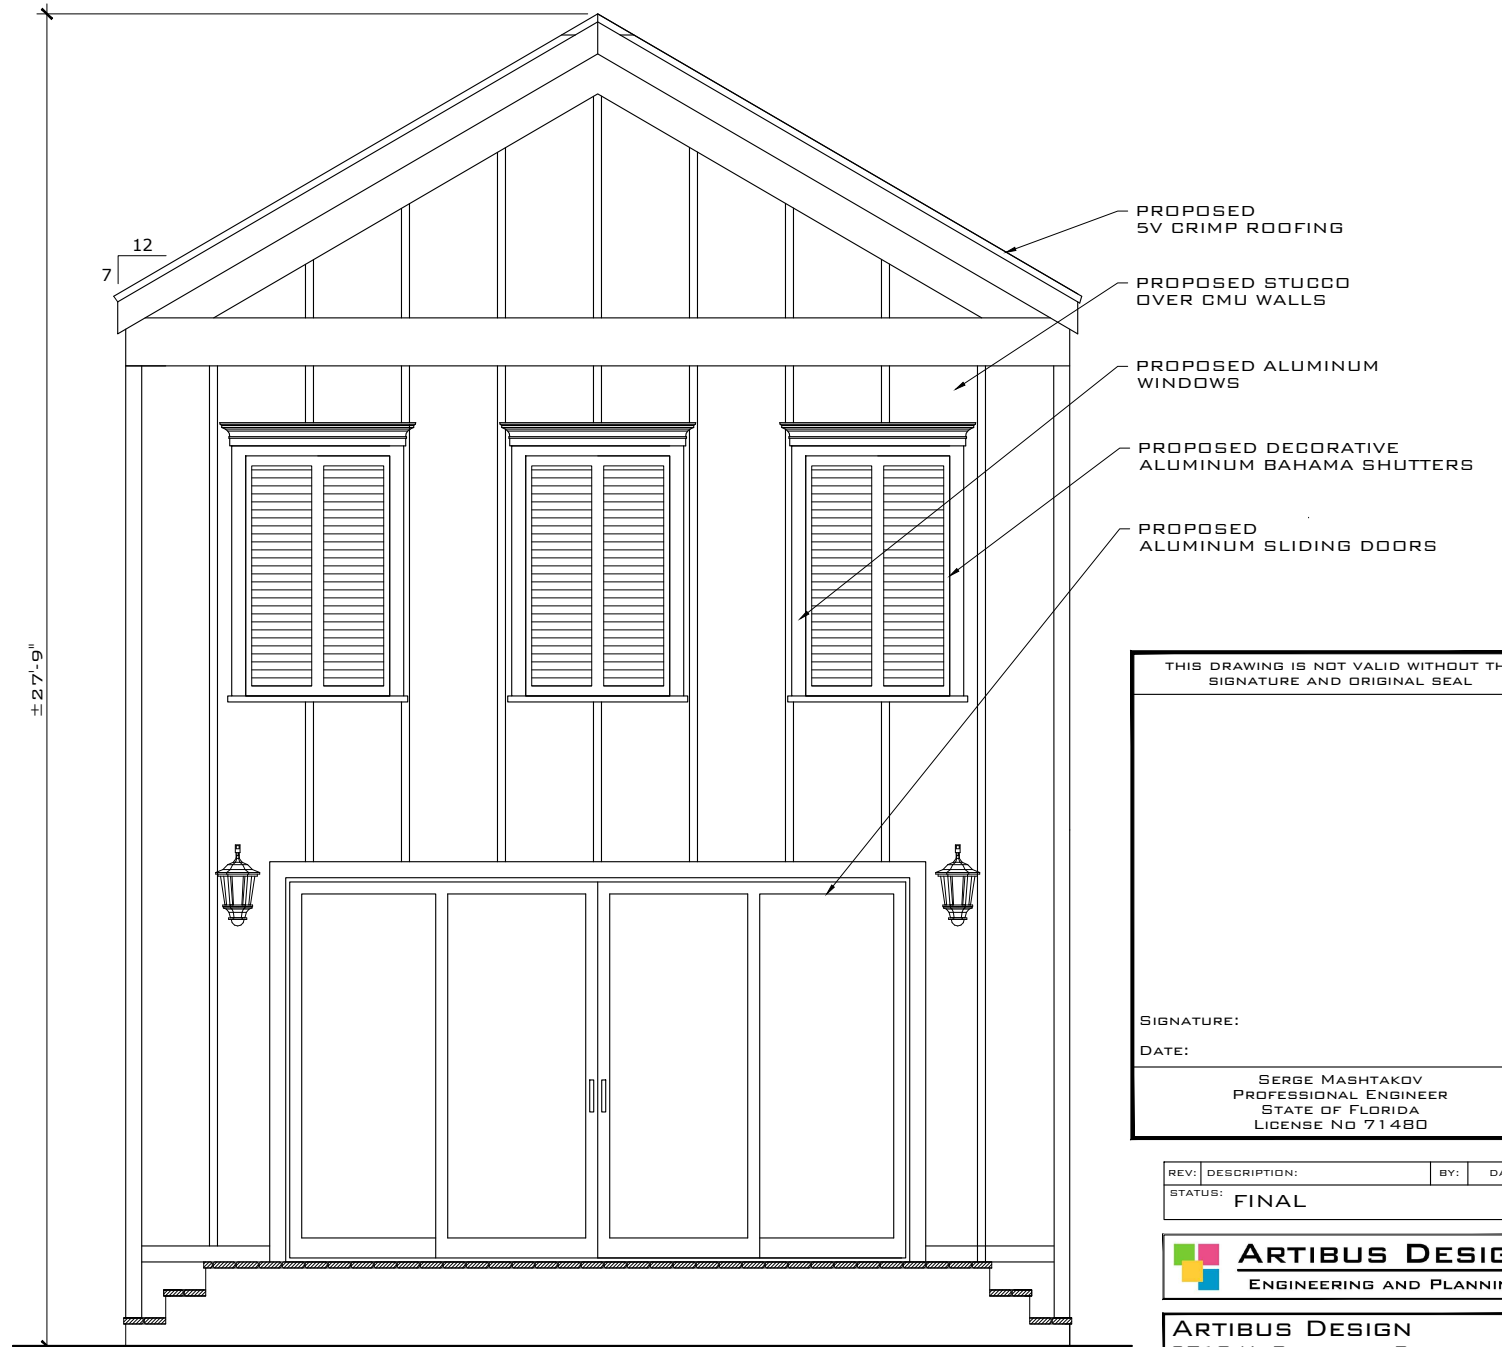 12
7
±27'-9"
PROPOSED
5V CRIMP ROOFING
PROPOSED STUCCO
OVER CMU WALLS
PROPOSED ALUMINUM
WINDOWS
PROPOSED DECORATIVE
ALUMINUM BAHAMA SHUTTERS
PROPOSED
ALUMINUM SLIDING DOORS
THIS DRAWING IS NOT VALID WITHOUT TH
SIGNATURE AND ORIGINAL SEAL
SIGNATURE:
DATE:
SERGE MASHTAKOV
PROFESSIONAL ENGINEER
STATE OF FLORIDA
LICENSE NO 71480
REV: DESCRIPTION: BY: DA
STATUS: FINAL
ARTIBUS DESIG
ENGINEERING AND PLANNIN
ARTIBUS DESIGN